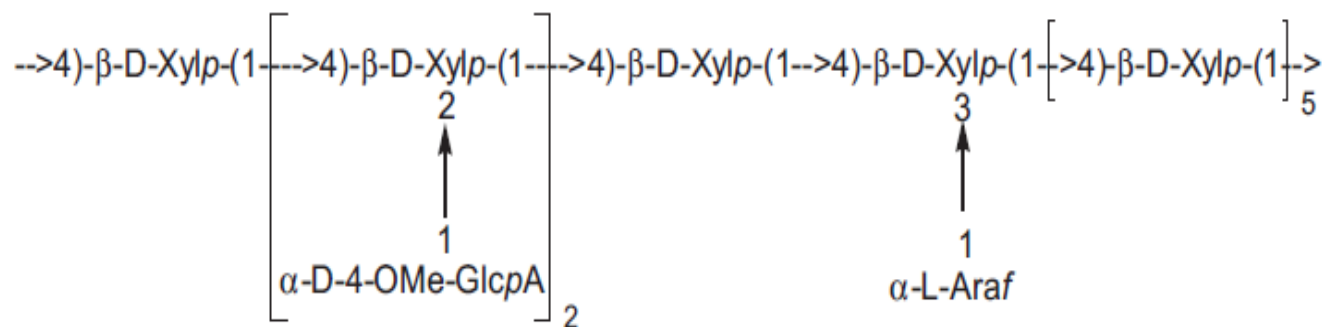 -->4)-β-D-Xylp-(1---->4)-β-D-Xylp-(1---->4)-β-D-Xylp-(1-->4)-β-D-Xylp-(1->4)-β-D-Xylp-(1-->
2 3 5
1 1
α-D-4-OMe-GlcpA α-L-Araf
2